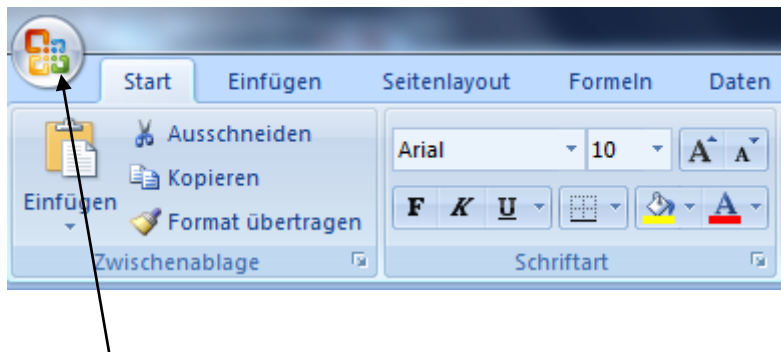 Start Einfügen Seitenlayout Formeln Daten
Ausschneiden
Kopieren
Einfügen
Format übertragen
Zwischenablage
Arial 10 A A
F K U A
Schriftart